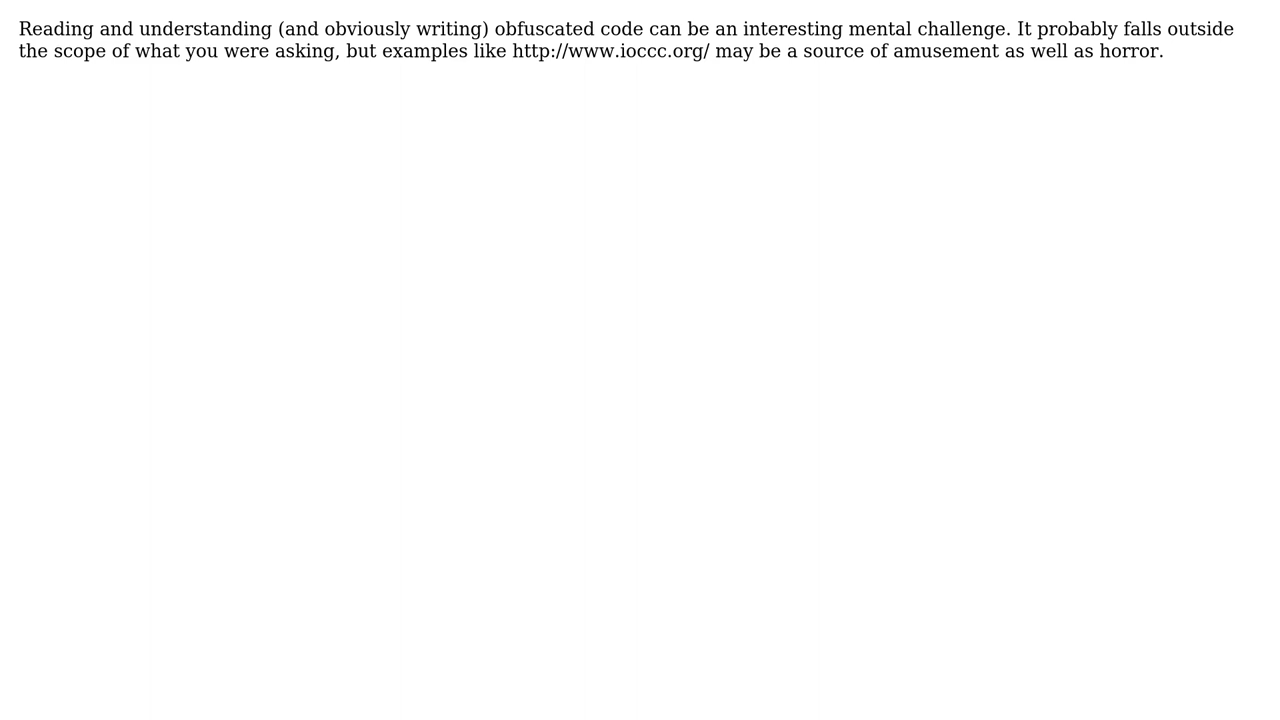 Reading and understanding (and obviously writing) obfuscated code can be an interesting mental challenge. It probably falls outside
the scope of what you were asking, but examples like http://www.ioccc.org/ may be a source of amusement as well as horror.